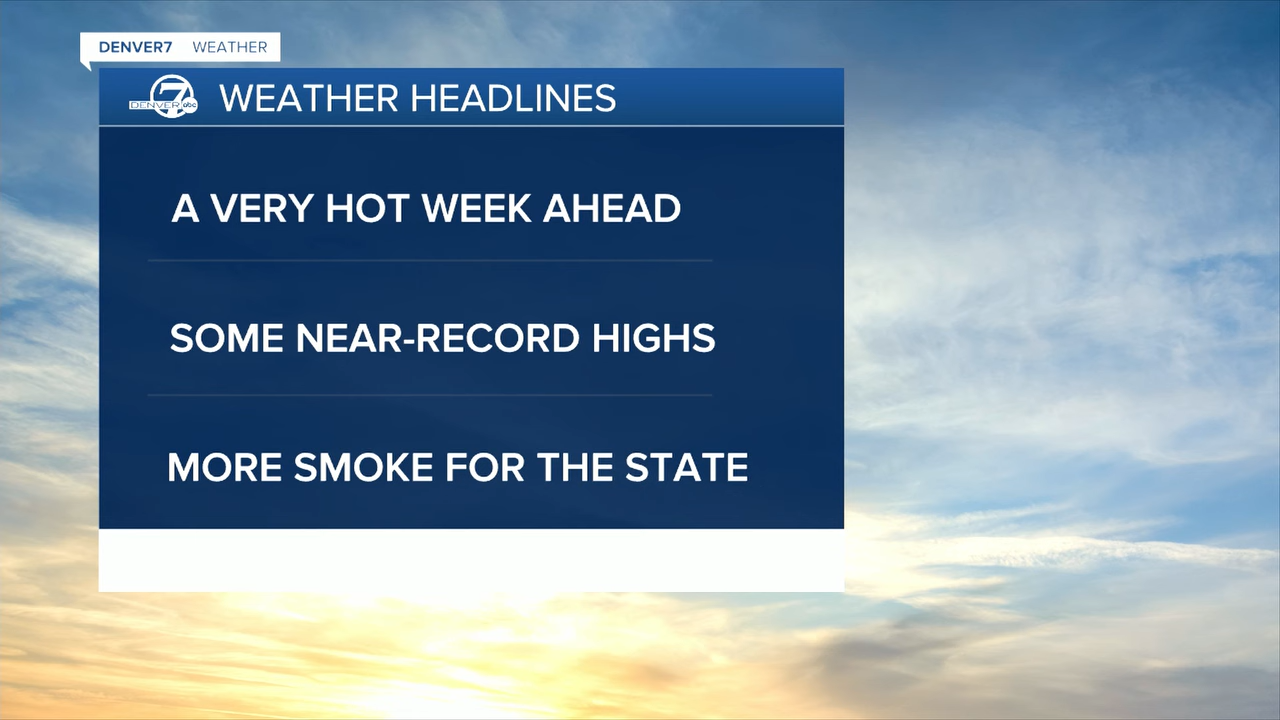 DENVER7 WEATHER
7
DENVER abc
WEATHER HEADLINES
A VERY HOT WEEK AHEAD
SOME NEAR-RECORD HIGHS
MORE SMOKE FOR THE STATE